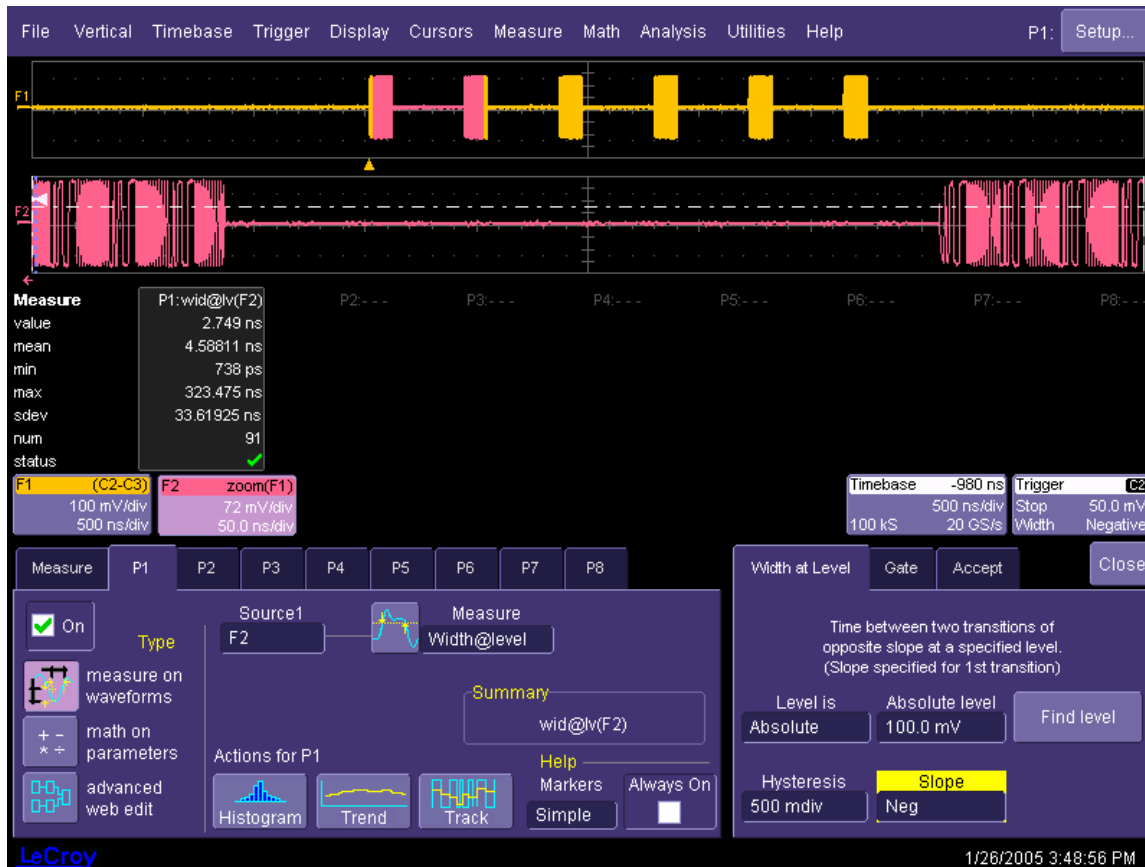 File Vertical Timebase Trigger Display Cursors Measure Math Analysis Utilities Help P1: Setup...
F1
F2
Measure P1:wid@lv(F2) P2:- - - P3:- - - P4:- - - P5:- - - P6:- - - P7:- - - P8:- - -
value 2.749 ns
mean 4.58811 ns
min 738 ps
max 323.475 ns
sdev 33.61925 ns
num 91
status
F1 (C2-C3) F2 zoom(F1) Timebase -980 ns Trigger C2
100 mV/div 72 mV/div 500 ns/div Stop 50.0 mV
500 ns/div 50.0 ns/div 100 kS 20 GS/s Width Negative
Measure P1 P2 P3 P4 P5 P6 P7 P8
On
Type
measure on
waveforms
math on
parameters
advanced
web edit
Source1
F2
Measure
Width@level
Summary
wid@lv(F2)
Actions for P1
Histogram Trend Track
Help
Markers
Simple
Always On
Width at Level Gate Accept Close
Time between two transitions of
opposite slope at a specified level.
(Slope specified for 1st transition)
Level is
Absolute
Absolute level
100.0 mV
Find level
Hysteresis
500 mdiv
Slope
Neg
LeCroy 1/26/2005 3:48:56 PM